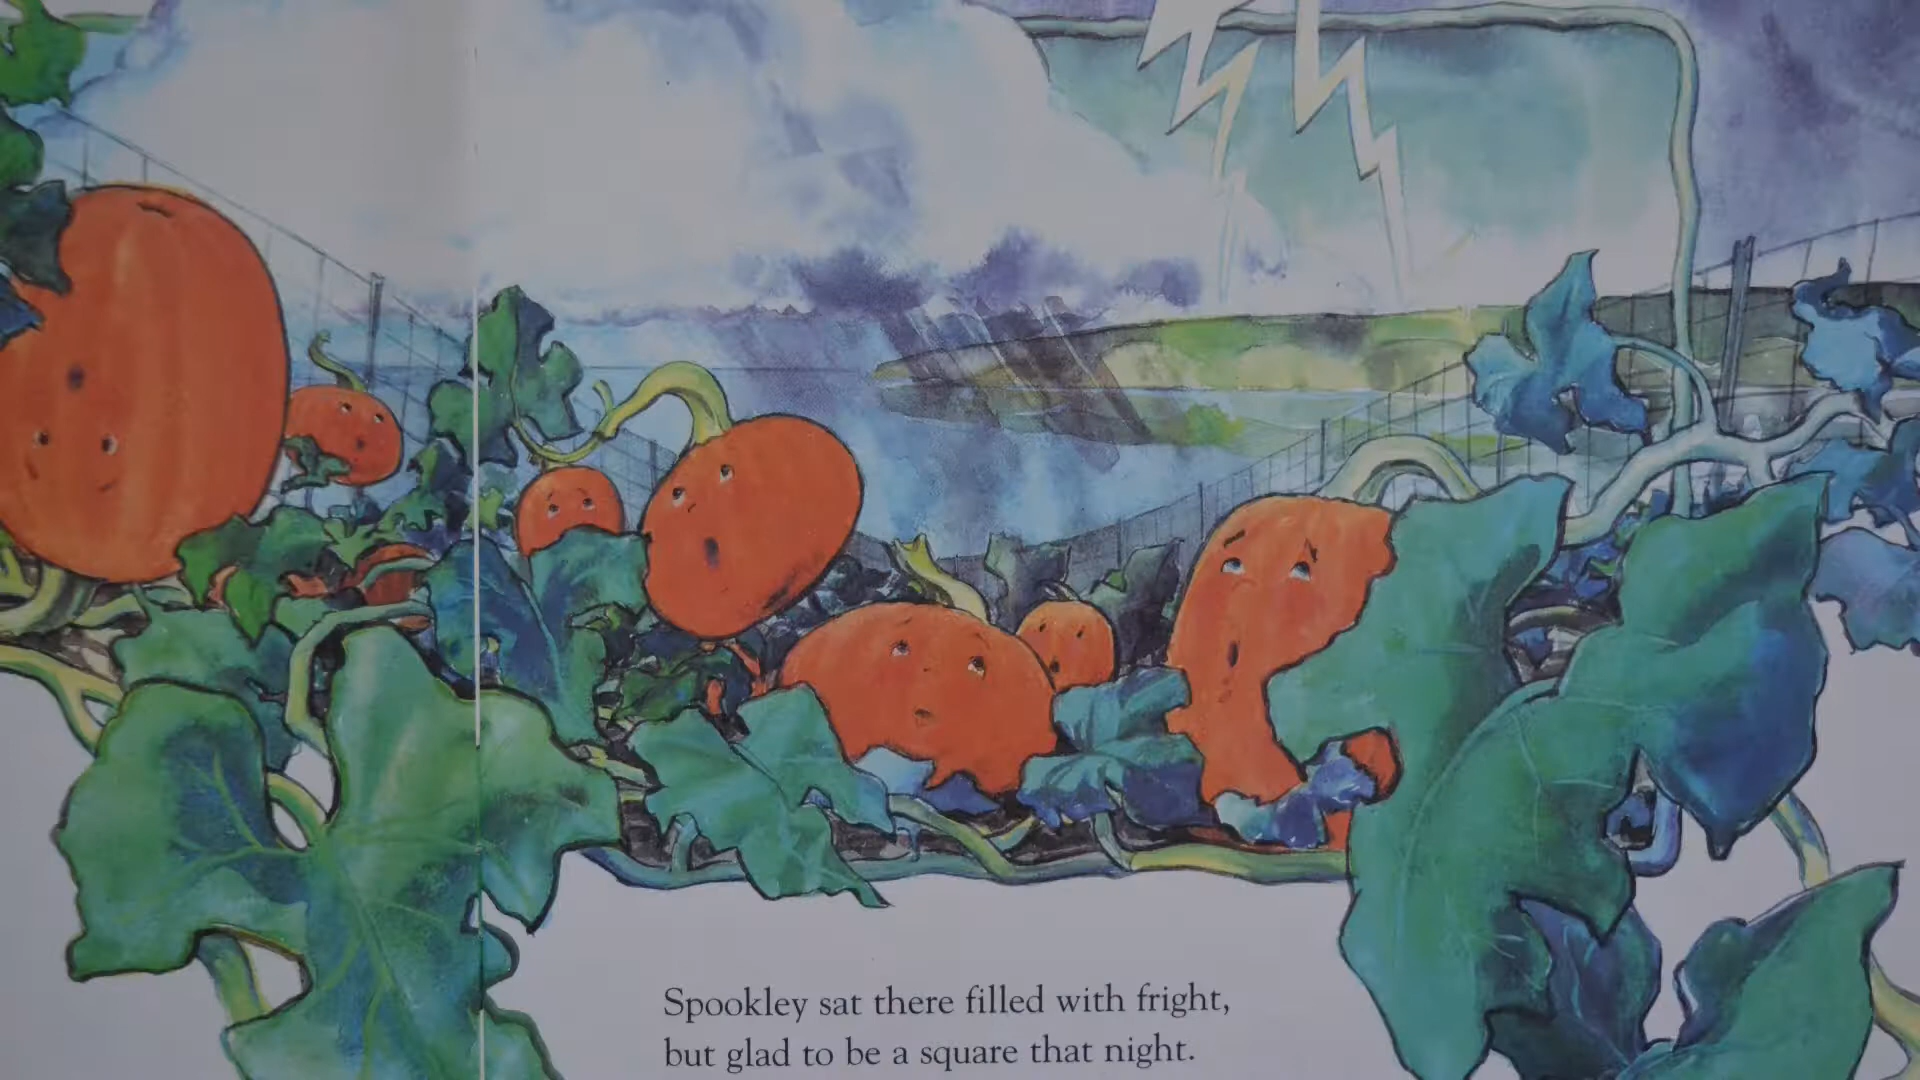 Spookley sat there filled with fright,
but glad to be a square that night.